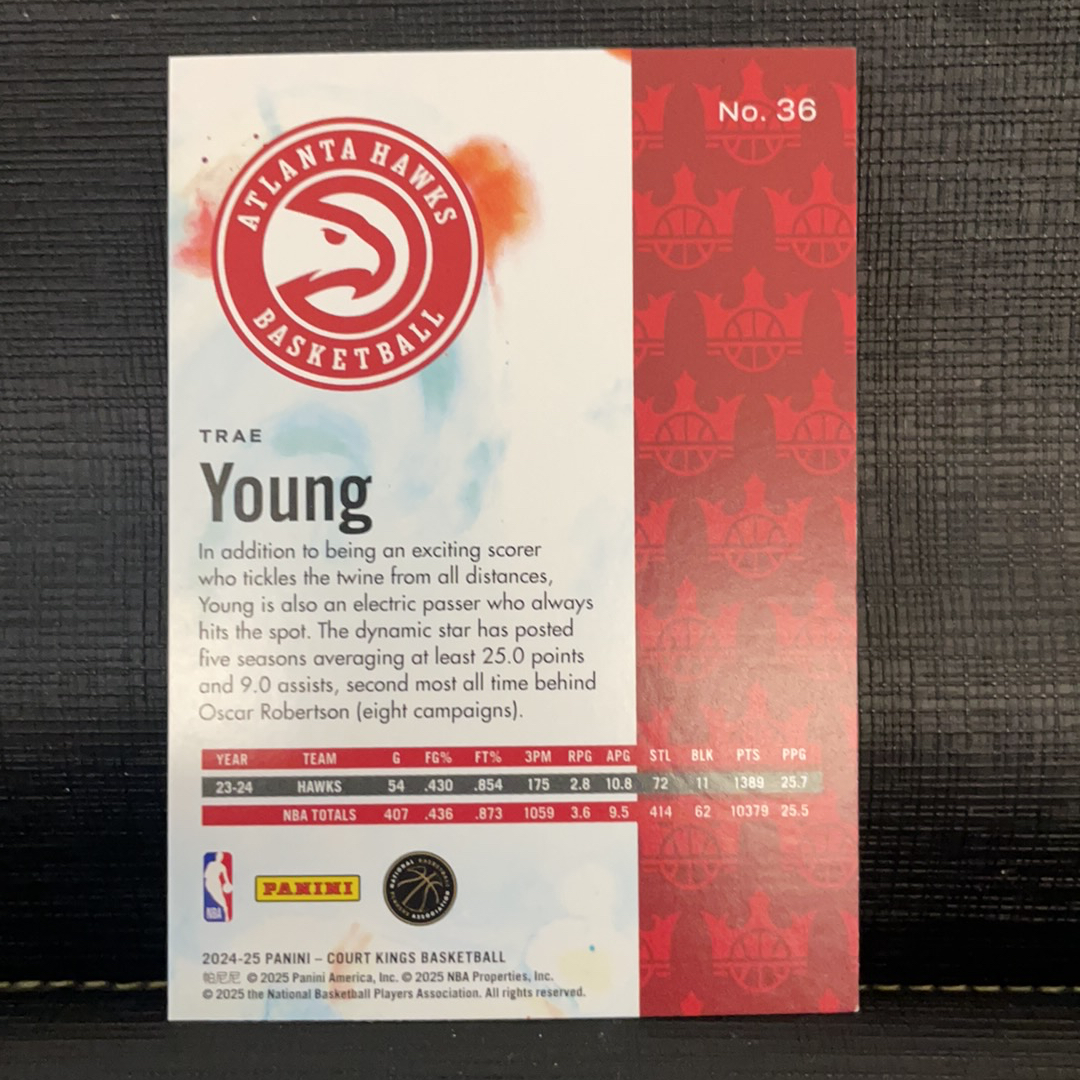 No. 36
ATLANTA HAWKS
BASKETBALL
TRAE
Young
In addition to being an exciting scorer
who tickles the twine from all distances,
Young is also an electric passer who always
hits the spot. The dynamic star has posted
five seasons averaging at least 25.0 points
and 9.0 assists, second most all time behind
Oscar Robertson (eight campaigns).
YEAR TEAM G FG% FT% 3PM RPG APG STL BLK PTS PPG
23-24 HAWKS 54 .430 .854 175 2.8 10.8 72 11 1389 25.7
NBA TOTALS 407 .436 .873 1059 3.6 9.5 414 62 10379 25.5
NBA
PANINI
NATIONAL BASKETBALL
PLAYERS ASSOCIATION
2024-25 PANINI – COURT KINGS BASKETBALL
帕尼尼 © 2025 Panini America, Inc. © 2025 NBA Properties, Inc.
© 2025 the National Basketball Players Association. All rights reserved.